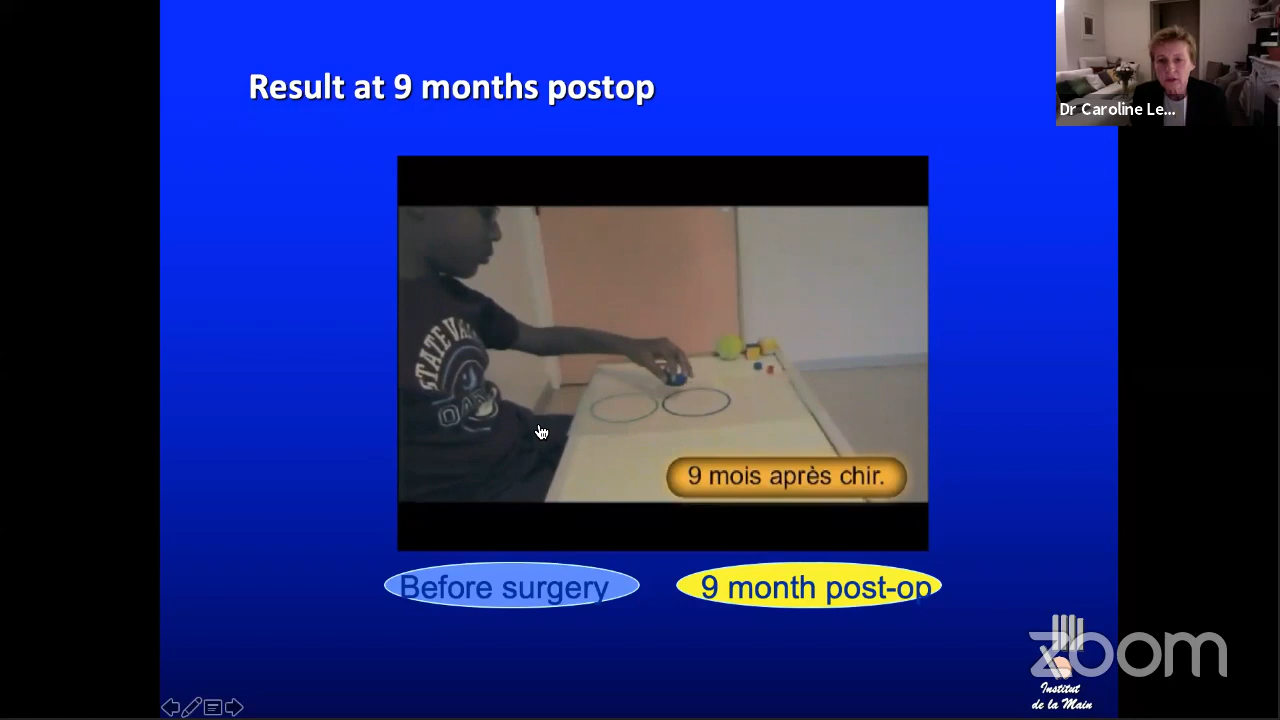 Result at 9 months postop
Dr Caroline Le...
STATE
9 mois après chir.
Before surgery
9 month post-op
zoom
Institut
de la Main